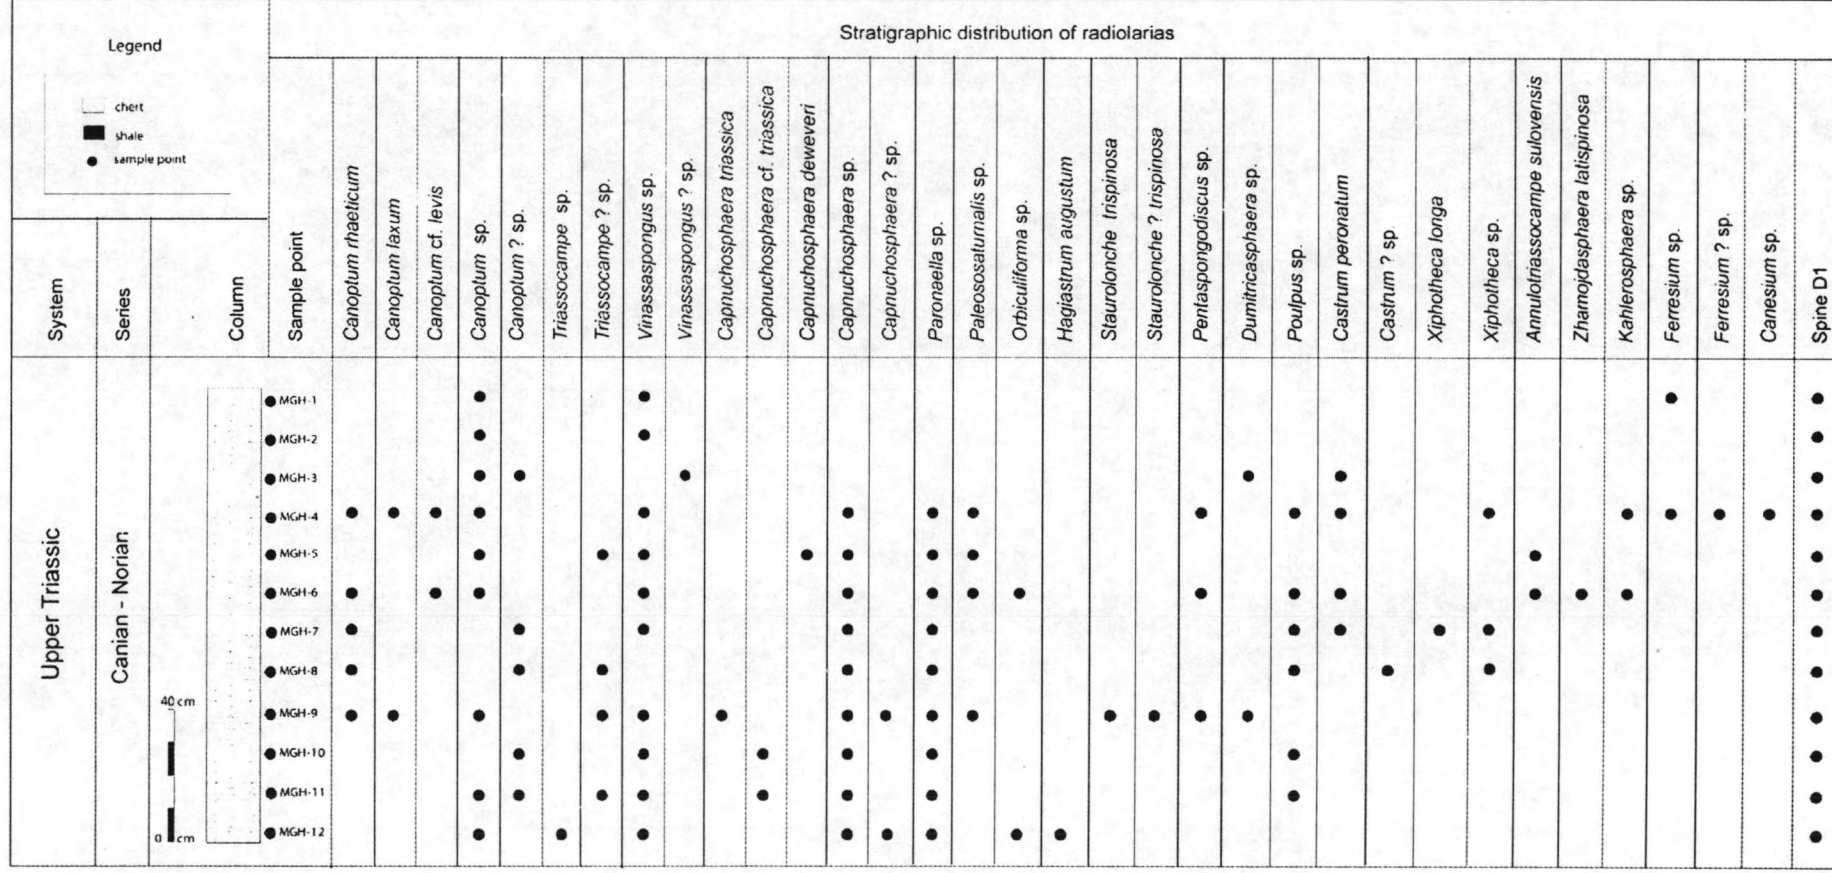 Legend
chert
shale
sample point
Stratigraphic distribution of radiolarias
System
Series
Column
Sample point
Canoptum rhaeticum
Canoptum laxum
Canoptum cf. levis
Canoptum sp.
Canoptum ? sp.
Triassocampe sp.
Triassocampe ? sp.
Vinassaspongus sp.
Vinassaspongus ? sp.
Capnuchosphaera triassica
Capnuchosphaera cf. triassica
Capnuchosphaera deweveri
Capnuchosphaera sp.
Capnuchosphaera ? sp.
Paronaella sp.
Paleosaturnalis sp.
Orbiculiforma sp.
Hagiastrum augustum
Staurolonche trispinosa
Staurolonche ? trispinosa
Pentaspongodiscus sp.
Dumitricasphaera sp.
Poulpus sp.
Castrum peronatum
Castrum ? sp.
Xiphotheca longa
Xiphotheca sp.
Annulotriassocampe sulovensis
Zhamojdasphaera latispinosa
Kahlerosphaera sp.
Ferresium sp.
Ferresium ? sp.
Canesium sp.
Spine D1
Upper Triassic
Canian - Norian
40 cm
0 cm
MGH-1
MGH-2
MGH-3
MGH-4
MGH-5
MGH-6
MGH-7
MGH-8
MGH-9
MGH-10
MGH-11
MGH-12